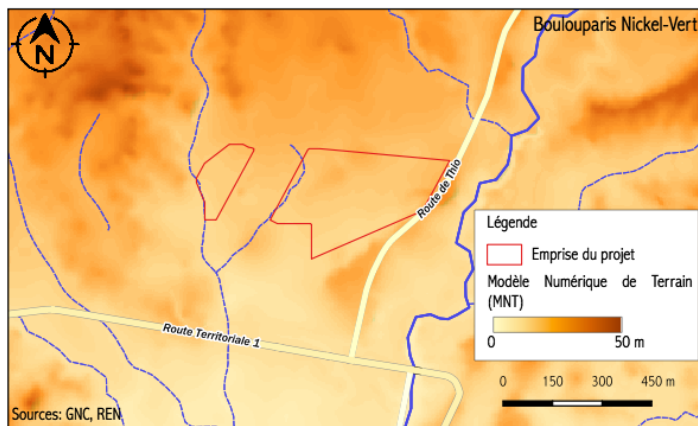 Boulouparis Nickel-Vert
N
Route de Thio
Légende
Emprise du projet
Modèle Numérique de Terrain
(MNT)
0 50 m
Route Territoriale 1
0 150 300 450 m
Sources: GNC, REN